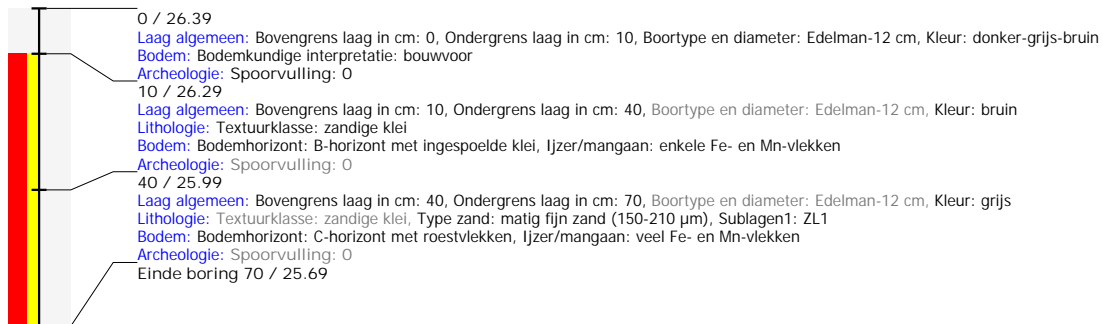 0 / 26.39
Laag algemeen: Bovengrens laag in cm: 0, Ondergrens laag in cm: 10, Boortype en diameter: Edelman-12 cm, Kleur: donker-grijs-bruin
Bodem: Bodemkundige interpretatie: bouwvoor
Archeologie: Spoorvulling: 0
10 / 26.29
Laag algemeen: Bovengrens laag in cm: 10, Ondergrens laag in cm: 40, Boortype en diameter: Edelman-12 cm, Kleur: bruin
Lithologie: Textuurklasse: zandige klei
Bodem: Bodemhorizont: B-horizont met ingespoelde klei, Ijzer/mangaan: enkele Fe- en Mn-vlekken
Archeologie: Spoorvulling: 0
40 / 25.99
Laag algemeen: Bovengrens laag in cm: 40, Ondergrens laag in cm: 70, Boortype en diameter: Edelman-12 cm, Kleur: grijs
Lithologie: Textuurklasse: zandige klei, Type zand: matig fijn zand (150-210 µm), Sublagen1: ZL1
Bodem: Bodemhorizont: C-horizont met roestvlekken, Ijzer/mangaan: veel Fe- en Mn-vlekken
Archeologie: Spoorvulling: 0
Einde boring 70 / 25.69